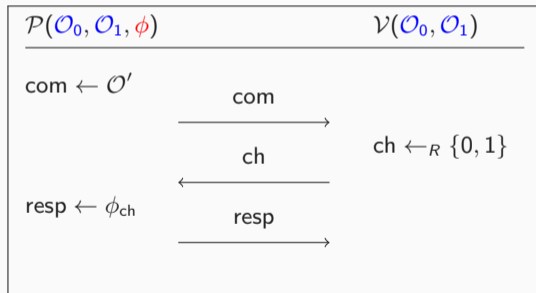 𝒫(𝒪₀, 𝒪₁, ϕ) 𝒱(𝒪₀, 𝒪₁)
com ← 𝒪′
com
ch ←_R {0, 1}
ch
resp ← ϕ_ch
resp